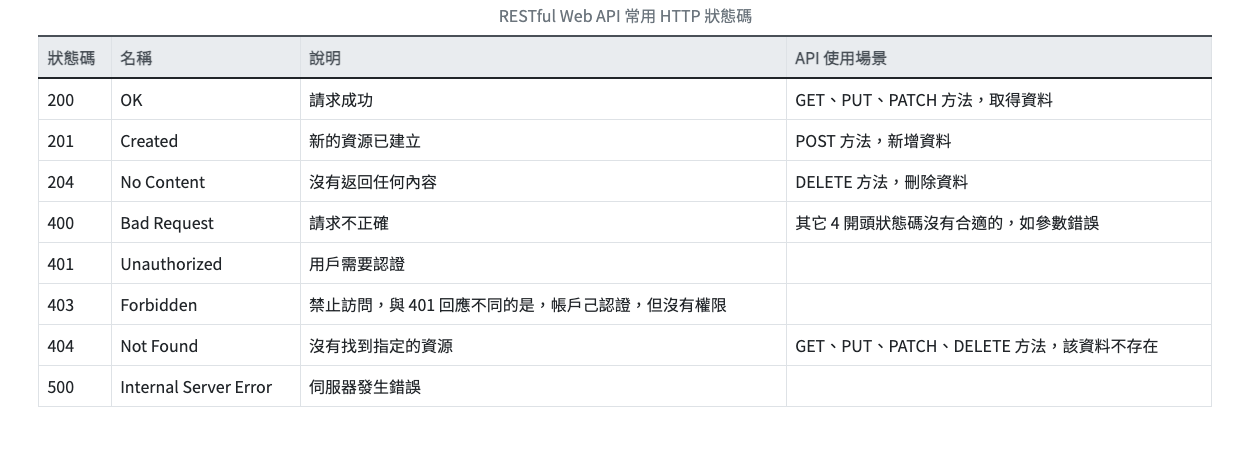 RESTful Web API 常用 HTTP 狀態碼
狀態碼 名稱 說明 API 使用場景
200 OK 請求成功 GET、PUT、PATCH 方法，取得資料
201 Created 新的資源已建立 POST 方法，新增資料
204 No Content 沒有返回任何內容 DELETE 方法，刪除資料
400 Bad Request 請求不正確 其它 4 開頭狀態碼沒有合適的，如參數錯誤
401 Unauthorized 用戶需要認證
403 Forbidden 禁止訪問，與 401 回應不同的是，帳戶己認證，但沒有權限
404 Not Found 沒有找到指定的資源 GET、PUT、PATCH、DELETE 方法，該資料不存在
500 Internal Server Error 伺服器發生錯誤